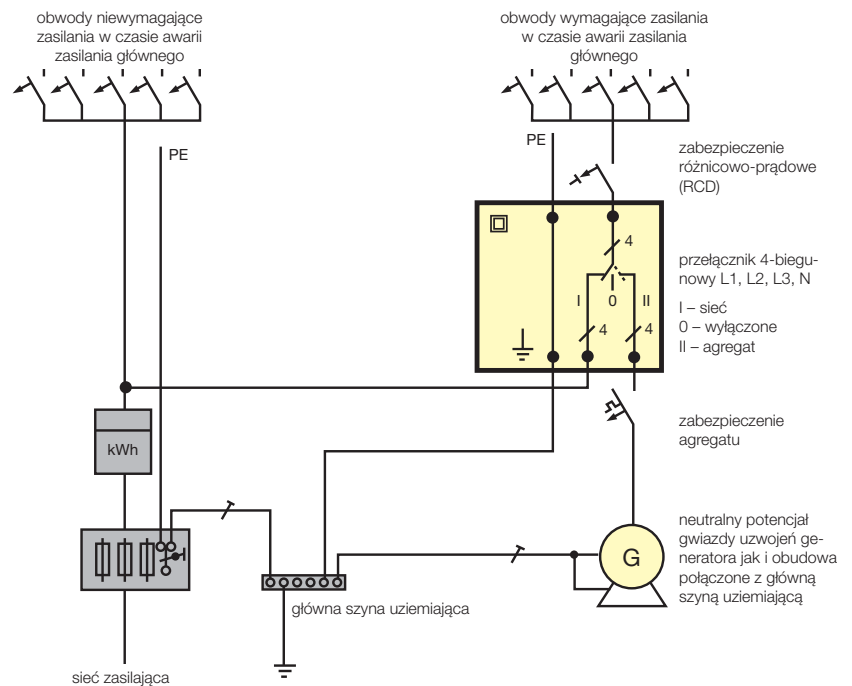 obwody niewymagające
zasilania w czasie awarii
zasilania głównego
obwody wymagające zasilania
w czasie awarii zasilania
głównego
PE
PE
zabezpieczenie
różnicowo-prądowe
(RCD)
4
przełącznik 4-biegu-
nowy L1, L2, L3, N
I – sieć
0 – wyłączone
II – agregat
I
0
II
4
4
kWh
zabezpieczenie
agregatu
G
neutralny potencjał
gwiazdy uzwojeń ge-
neratora jak i obudowa
połączone z główną
szyną uziemiającą
główna szyna uziemiająca
sieć zasilająca